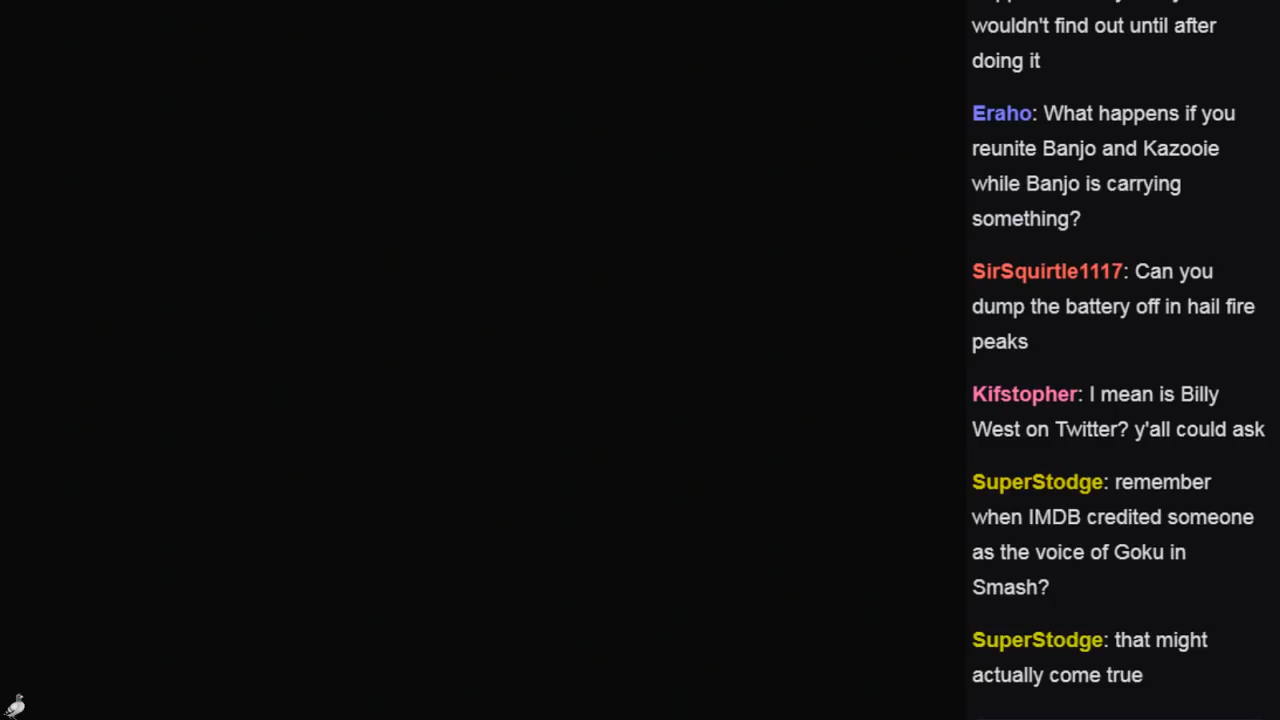 wouldn't find out until after
doing it
Eraho: What happens if you
reunite Banjo and Kazooie
while Banjo is carrying
something?
SirSquirtle1117: Can you
dump the battery off in hail fire
peaks
Kifstopher: I mean is Billy
West on Twitter? y'all could ask
SuperStodge: remember
when IMDB credited someone
as the voice of Goku in
Smash?
SuperStodge: that might
actually come true